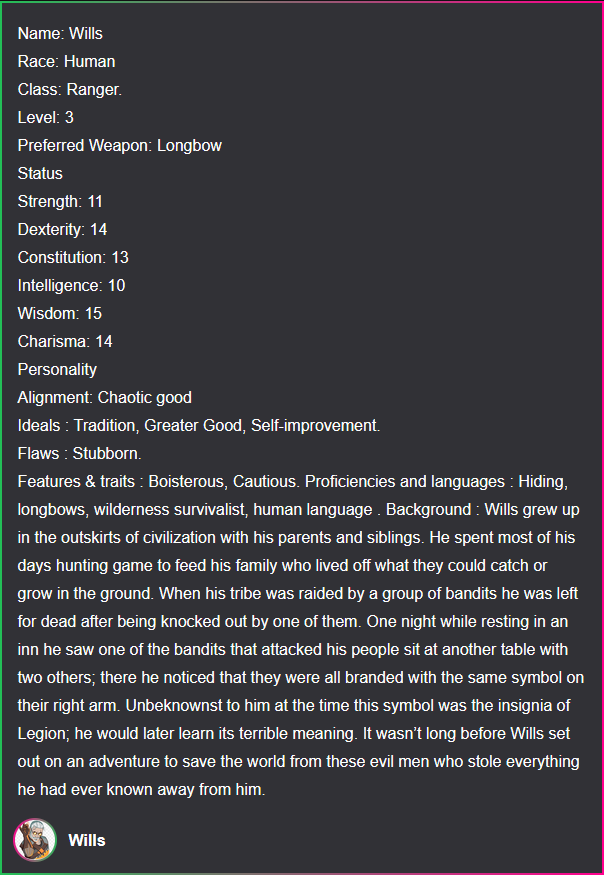 Name: Wills
Race: Human
Class: Ranger.
Level: 3
Preferred Weapon: Longbow
Status
Strength: 11
Dexterity: 14
Constitution: 13
Intelligence: 10
Wisdom: 15
Charisma: 14
Personality
Alignment: Chaotic good
Ideals : Tradition, Greater Good, Self-improvement.
Flaws : Stubborn.
Features & traits : Boisterous, Cautious. Proficiencies and languages : Hiding,
longbows, wilderness survivalist, human language . Background : Wills grew up
in the outskirts of civilization with his parents and siblings. He spent most of his
days hunting game to feed his family who lived off what they could catch or
grow in the ground. When his tribe was raided by a group of bandits he was left
for dead after being knocked out by one of them. One night while resting in an
inn he saw one of the bandits that attacked his people sit at another table with
two others; there he noticed that they were all branded with the same symbol on
their right arm. Unbeknownst to him at the time this symbol was the insignia of
Legion; he would later learn its terrible meaning. It wasn’t long before Wills set
out on an adventure to save the world from these evil men who stole everything
he had ever known away from him.
Wills